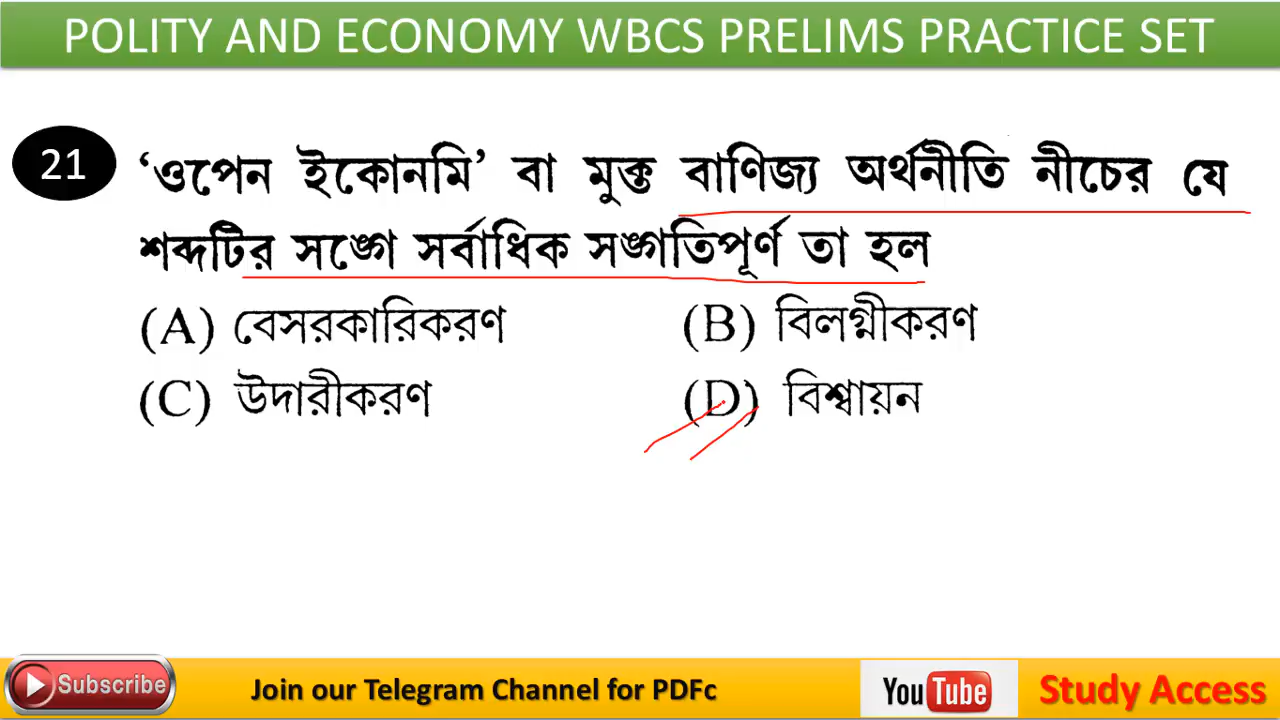 POLITY AND ECONOMY WBCS PRELIMS PRACTICE SET
21
‘ওপেন ইকোনমি’ বা মুক্ত বাণিজ্য অর্থনীতি নীচের যে
শব্দটির সঙ্গে সর্বাধিক সঙ্গতিপূর্ণ তা হল
(A) বেসরকারিকরণ (B) বিলগ্নীকরণ
(C) উদারীকরণ (D) বিশ্বায়ন
Subscribe Join our Telegram Channel for PDFc YouTube Study Access